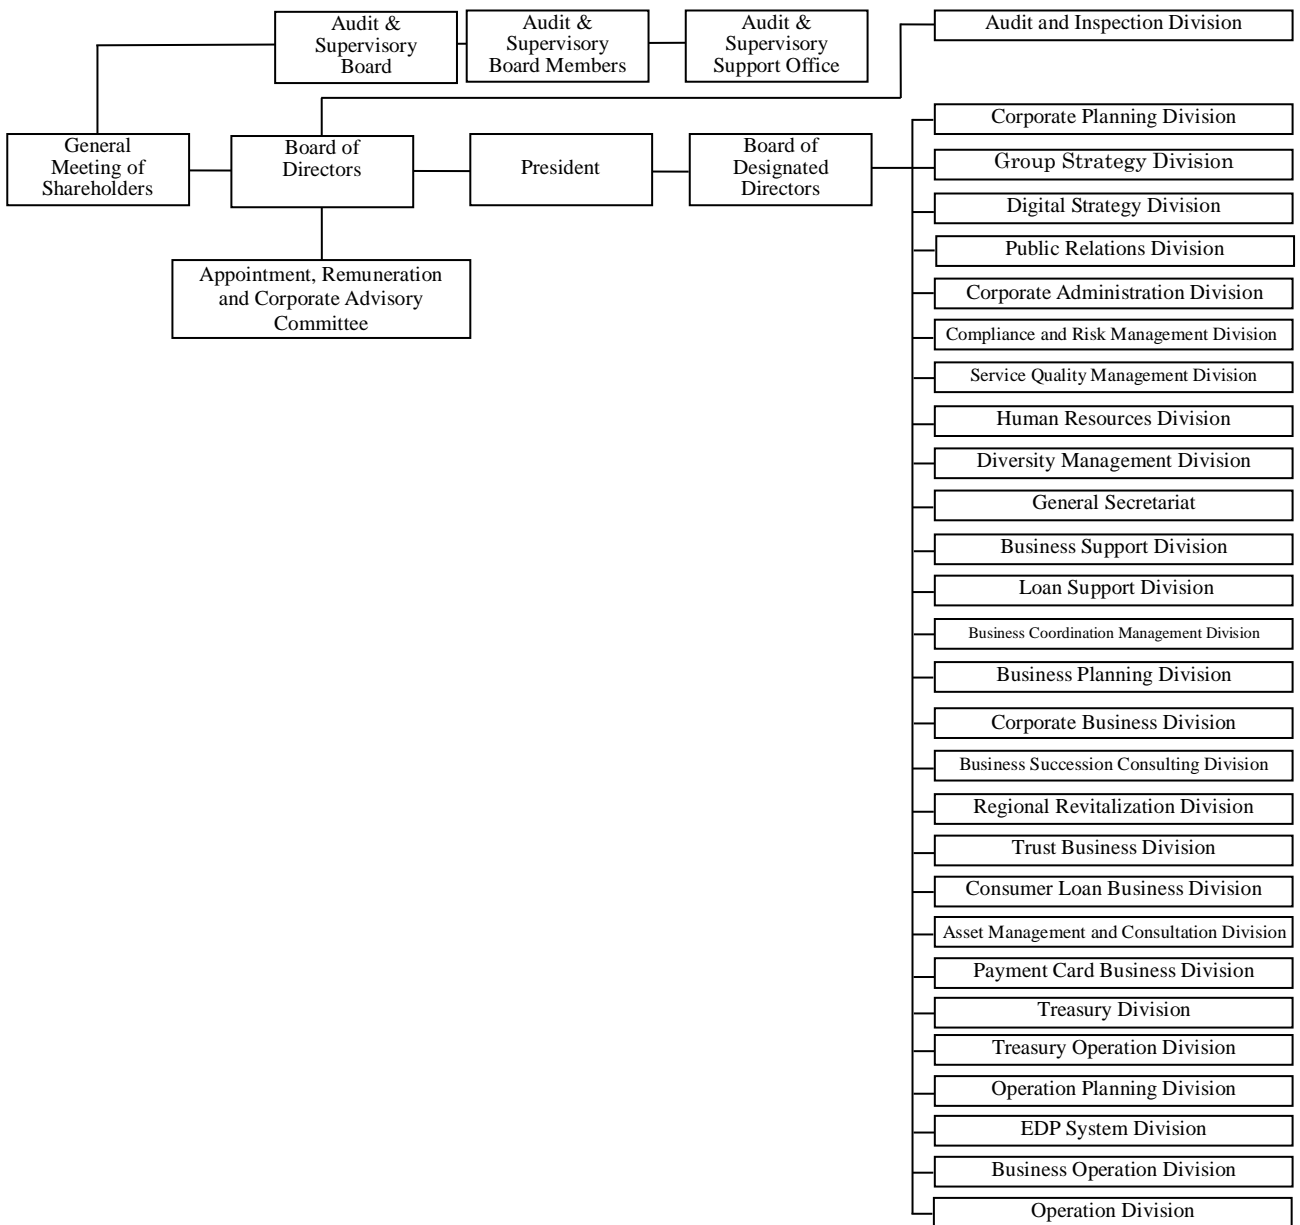 Audit &
Supervisory
Board
Audit &
Supervisory
Board Members
Audit &
Supervisory
Support Office
Audit and Inspection Division
General
Meeting of
Shareholders
Board of
Directors
President
Board of
Designated
Directors
Appointment, Remuneration
and Corporate Advisory
Committee
Corporate Planning Division
Group Strategy Division
Digital Strategy Division
Public Relations Division
Corporate Administration Division
Compliance and Risk Management Division
Service Quality Management Division
Human Resources Division
Diversity Management Division
General Secretariat
Business Support Division
Loan Support Division
Business Coordination Management Division
Business Planning Division
Corporate Business Division
Business Succession Consulting Division
Regional Revitalization Division
Trust Business Division
Consumer Loan Business Division
Asset Management and Consultation Division
Payment Card Business Division
Treasury Division
Treasury Operation Division
Operation Planning Division
EDP System Division
Business Operation Division
Operation Division